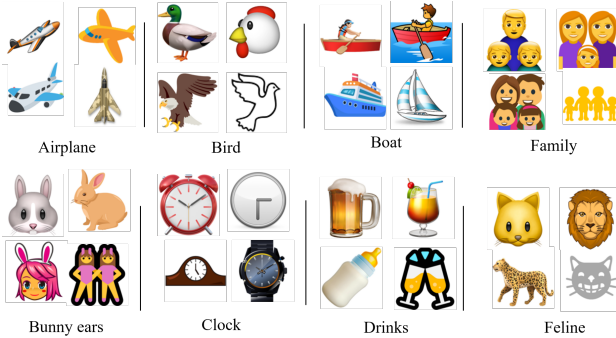 Airplane
Bird
Boat
Family
Bunny ears
Clock
Drinks
Feline